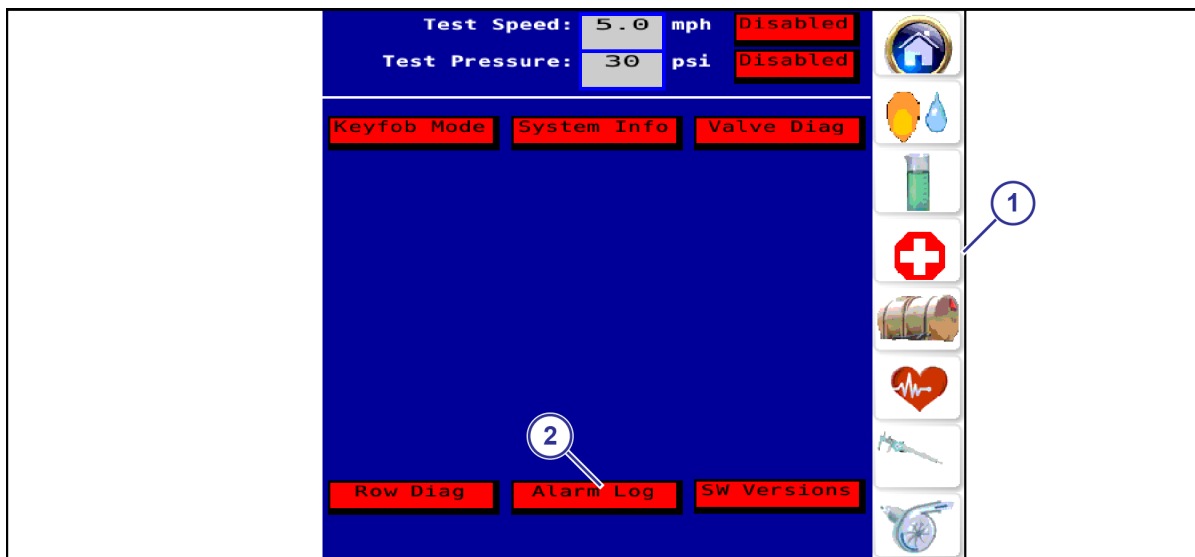 Test Speed: 5.0 mph Disabled
Test Pressure: 30 psi Disabled
Keyfob Mode System Info Valve Diag
1
2
Row Diag Alarm Log SW Versions